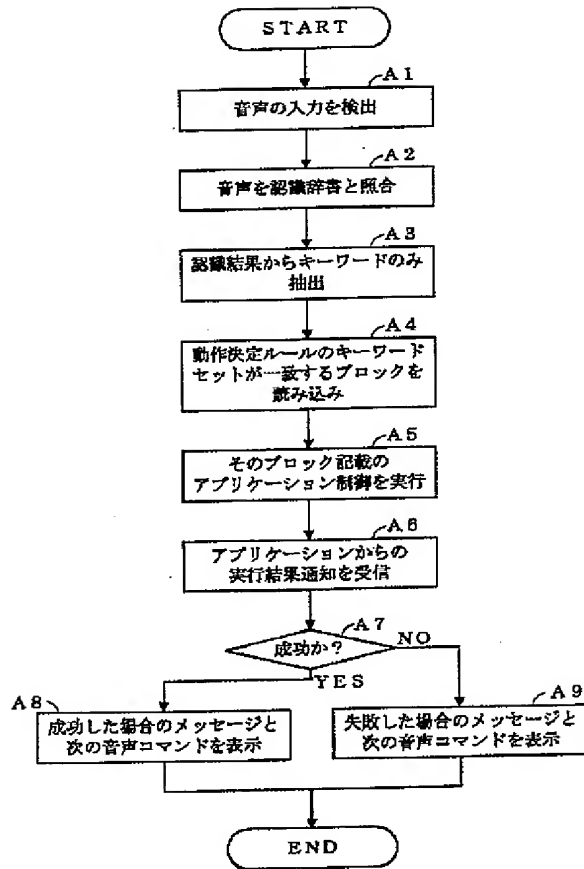 START
A1
音声の入力を検出
A2
音声を認識辞書と照合
A3
認識結果からキーワードのみ
抽出
A4
動作決定ルールのキーワード
セットが一致するブロックを
読み込み
A5
そのブロック記載の
アプリケーション制御を実行
A6
アプリケーションからの
実行結果通知を受信
A7
成功か?
NO
YES
A8
成功した場合のメッセージと
次の音声コマンドを表示
A9
失敗した場合のメッセージと
次の音声コマンドを表示
END